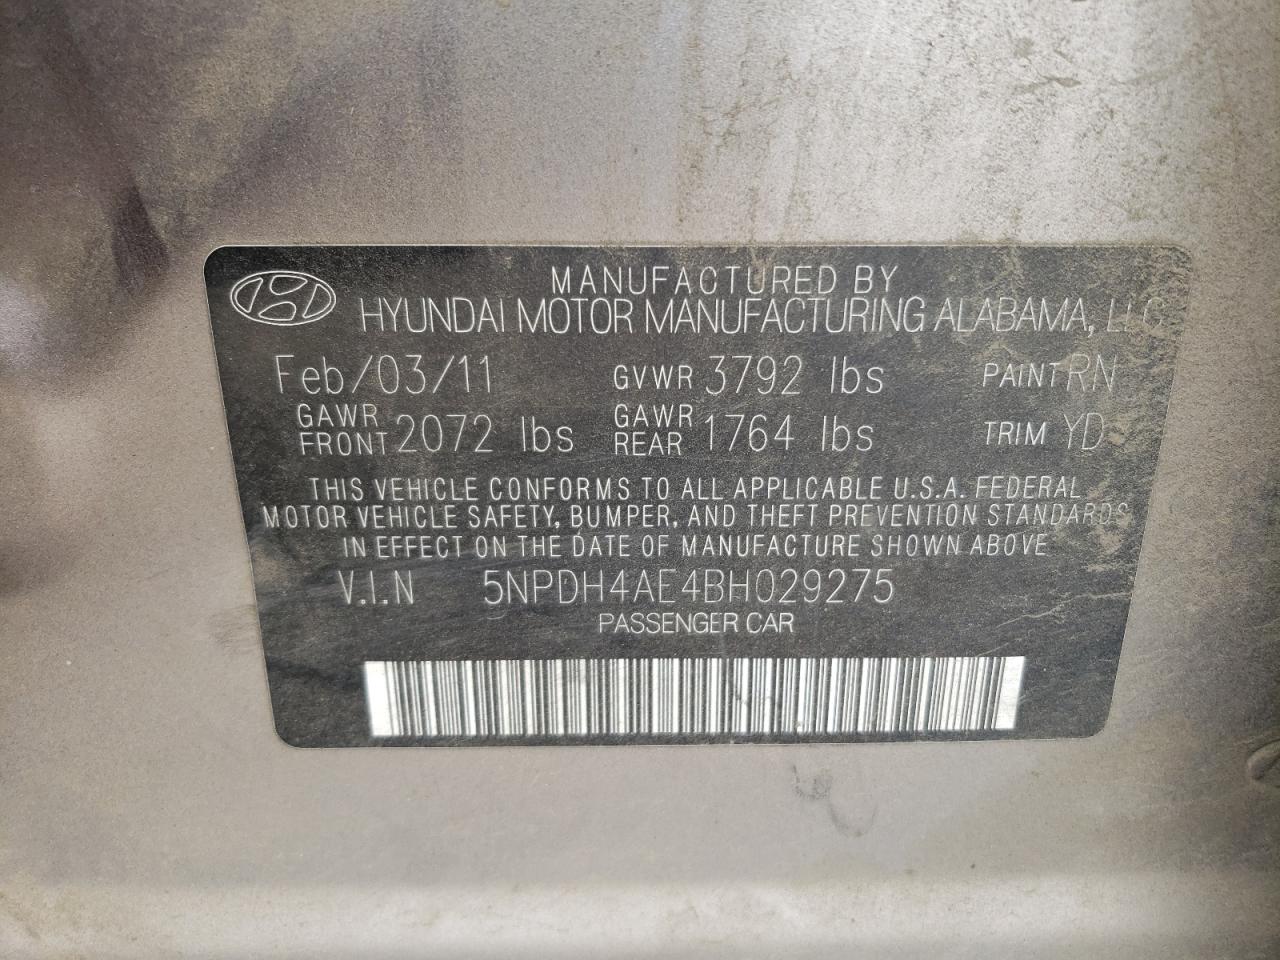 MANUFACTURED BY
HYUNDAI MOTOR MANUFACTURING ALABAMA, LLC
Feb/03/11 GVWR 3792 lbs PAINT RN
GAWR FRONT 2072 lbs GAWR REAR 1764 lbs TRIM YD
THIS VEHICLE CONFORMS TO ALL APPLICABLE U.S.A. FEDERAL
MOTOR VEHICLE SAFETY, BUMPER, AND THEFT PREVENTION STANDARDS
IN EFFECT ON THE DATE OF MANUFACTURE SHOWN ABOVE
V.I.N 5NPDH4AE4BH029275
PASSENGER CAR